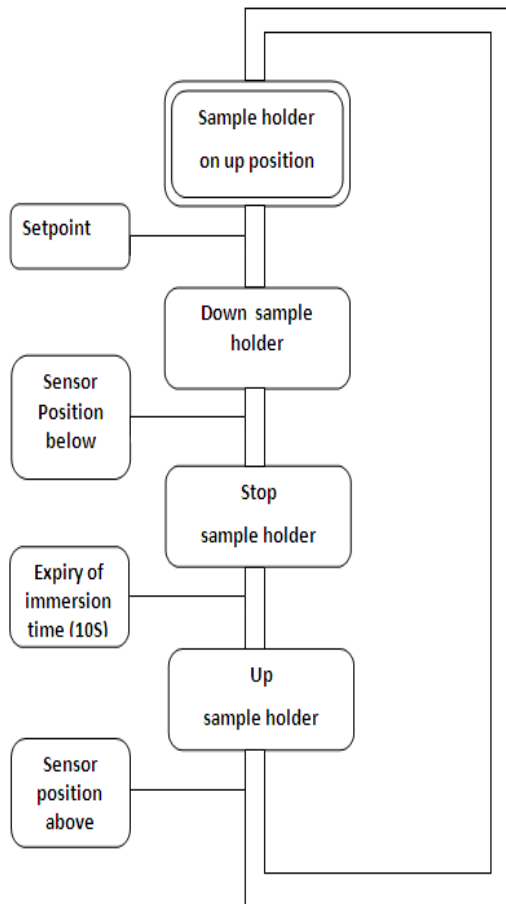 Sample holder
on up position
Setpoint
Down sample
holder
Sensor
Position
below
Stop
sample holder
Expiry of
immersion
time (10S)
Up
sample holder
Sensor
position
above